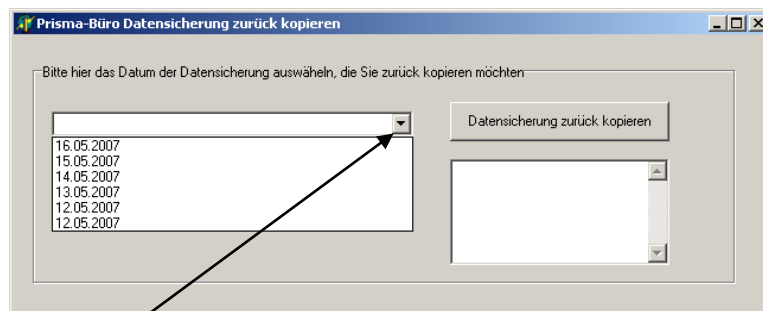 Prisma-Büro Datensicherung zurück kopieren
Bitte hier das Datum der Datensicherung auswäheln, die Sie zurück kopieren möchten
Datensicherung zurück kopieren
16.05.2007
15.05.2007
14.05.2007
13.05.2007
12.05.2007
12.05.2007